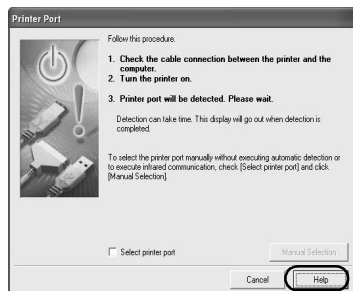 Printer Port
Follow this procedure.
1. Check the cable connection between the printer and the
computer.
2. Turn the printer on.
3. Printer port will be detected. Please wait.
Detection can take time. This display will go out when detection is
completed.
To select the printer port manually without executing automatic detection or
to execute infrared communication, check [Select printer port] and click
[Manual Selection].
Select printer port
Manual Selection
Cancel
Help